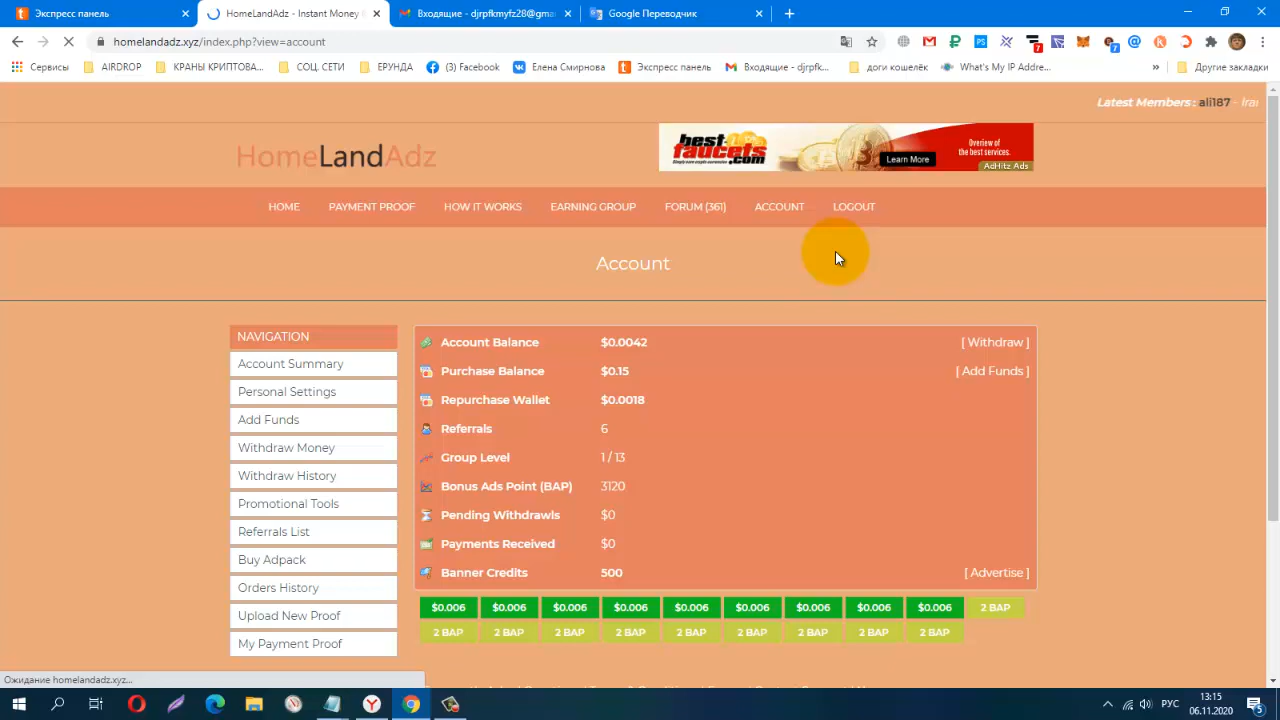 Экспресс панель
HomeLandAdz - Instant Money
Входящие - djrpfkmyfz28@gma
Google Переводчик
homelandadz.xyz/index.php?view=account
Сервисы
AIRDROP
КРАНЫ КРИПТОВА...
СОЦ. СЕТИ
ЕРУНДА
(3) Facebook
Елена Смирнова
Экспресс панель
Входящие - djrpfk...
доги кошелёк
What's My IP Addre...
»
Другие закладки
Latest Members : ali187 - Ira
HomeLandAdz
best faucets.com
Overiew of
the best services.
Learn More
AdHitz Ads
HOME
PAYMENT PROOF
HOW IT WORKS
EARNING GROUP
FORUM (361)
ACCOUNT
LOGOUT
Account
NAVIGATION
Account Summary
Personal Settings
Add Funds
Withdraw Money
Withdraw History
Promotional Tools
Referrals List
Buy Adpack
Orders History
Upload New Proof
My Payment Proof
Account Balance $0.0042 [ Withdraw ]
Purchase Balance $0.15 [ Add Funds ]
Repurchase Wallet $0.0018
Referrals 6
Group Level 1 / 13
Bonus Ads Point (BAP) 3120
Pending Withdrawls $0
Payments Received $0
Banner Credits 500 [ Advertise ]
$0.006 $0.006 $0.006 $0.006 $0.006 $0.006 $0.006 $0.006 $0.006 2 BAP
2 BAP 2 BAP 2 BAP 2 BAP 2 BAP 2 BAP 2 BAP 2 BAP 2 BAP
Ожидание homelandadz.xyz...
РУС
13:15
06.11.2020